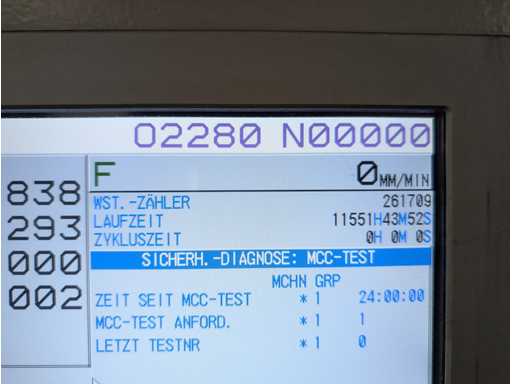 O2280 N00000
F 0 MM/MIN
838
WST.-ZÄHLER 261709
293
LAUFZEIT 11551H43M52S
ZYKLUSZEIT 0H 0M 0S
000
SICHERH.-DIAGNOSE: MCC-TEST
002
MCHN GRP
ZEIT SEIT MCC-TEST * 1 24:00:00
MCC-TEST ANFORD. * 1 1
LETZT TESTNR * 1 0